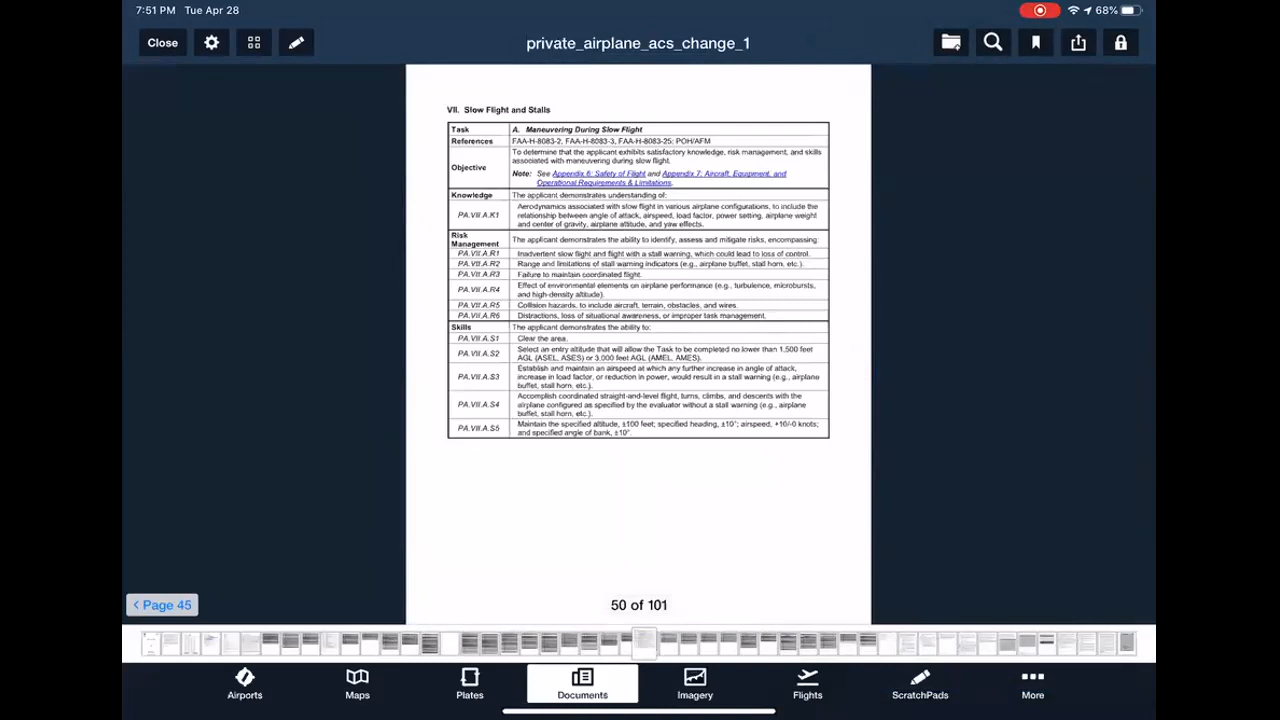 7:51 PM Tue Apr 28
68%
Close
private_airplane_acs_change_1
VII. Slow Flight and Stalls
Task A. Maneuvering During Slow Flight
References FAA-H-8083-2, FAA-H-8083-3, FAA-H-8083-25; POH/AFM
Objective To determine that the applicant exhibits satisfactory knowledge, risk management, and skills
associated with maneuvering during slow flight.
Note: See Appendix 6: Safety of Flight and Appendix 7: Aircraft, Equipment, and
Operational Requirements & Limitations.
Knowledge The applicant demonstrates understanding of:
PA.VII.A.K1 Aerodynamics associated with slow flight in various airplane configurations, to include the
relationship between angle of attack, airspeed, load factor, power setting, airplane weight
and center of gravity, airplane attitude, and yaw effects.
Risk
Management The applicant demonstrates the ability to identify, assess and mitigate risks, encompassing:
PA.VII.A.R1 Inadvertent slow flight and flight with a stall warning, which could lead to loss of control.
PA.VII.A.R2 Range and limitations of stall warning indicators (e.g., airplane buffet, stall horn, etc.).
PA.VII.A.R3 Failure to maintain coordinated flight.
PA.VII.A.R4 Effect of environmental elements on airplane performance (e.g., turbulence, microbursts,
and high-density altitude).
PA.VII.A.R5 Collision hazards, to include aircraft, terrain, obstacles, and wires.
PA.VII.A.R6 Distractions, loss of situational awareness, or improper task management.
Skills The applicant demonstrates the ability to:
PA.VII.A.S1 Clear the area.
PA.VII.A.S2 Select an entry altitude that will allow the Task to be completed no lower than 1,500 feet
AGL (ASEL, ASES) or 3,000 feet AGL (AMEL, AMES).
PA.VII.A.S3 Establish and maintain an airspeed at which any further increase in angle of attack,
increase in load factor, or reduction in power, would result in a stall warning (e.g., airplane
buffet, stall horn, etc.).
PA.VII.A.S4 Accomplish coordinated straight-and-level flight, turns, climbs, and descents with the
airplane configured as specified by the evaluator without a stall warning (e.g., airplane
buffet, stall horn, etc.).
PA.VII.A.S5 Maintain the specified altitude, ±100 feet; specified heading, ±10°; airspeed, +10/-0 knots;
and specified angle of bank, ±10°.
< Page 45
50 of 101
Airports Maps Plates Documents Imagery Flights ScratchPads More